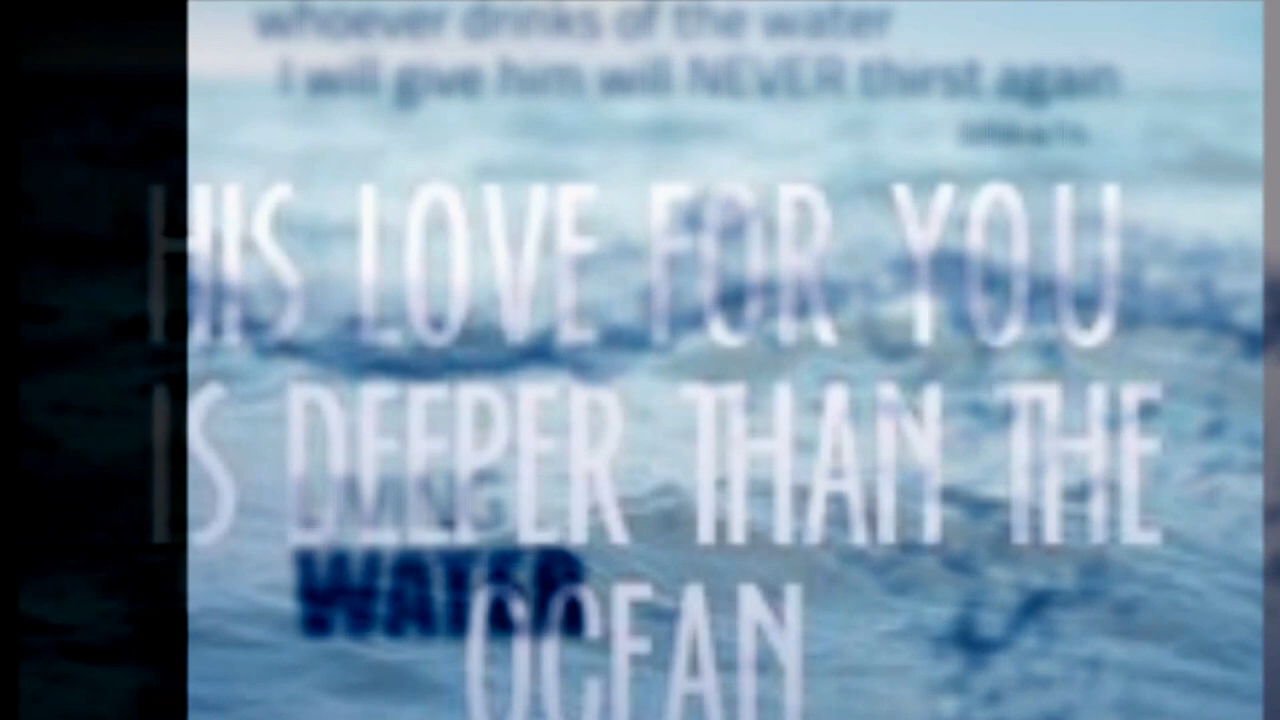 whoever drinks of the water
I will give him will NEVER thirst again
HIS LOVE FOR YOU
IS DEEPER THAN THE
LIVING
WATER
OCEAN